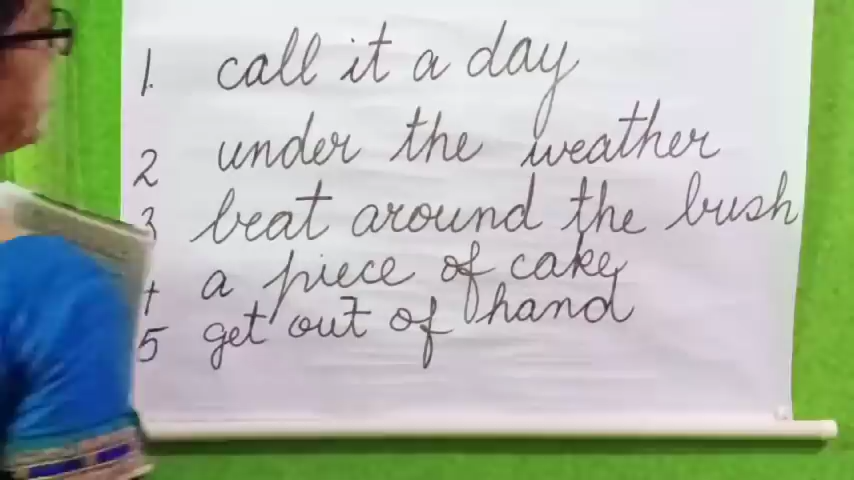 1. call it a day
2 under the weather
3 beat around the bush
4 a piece of cake
5 get out of hand